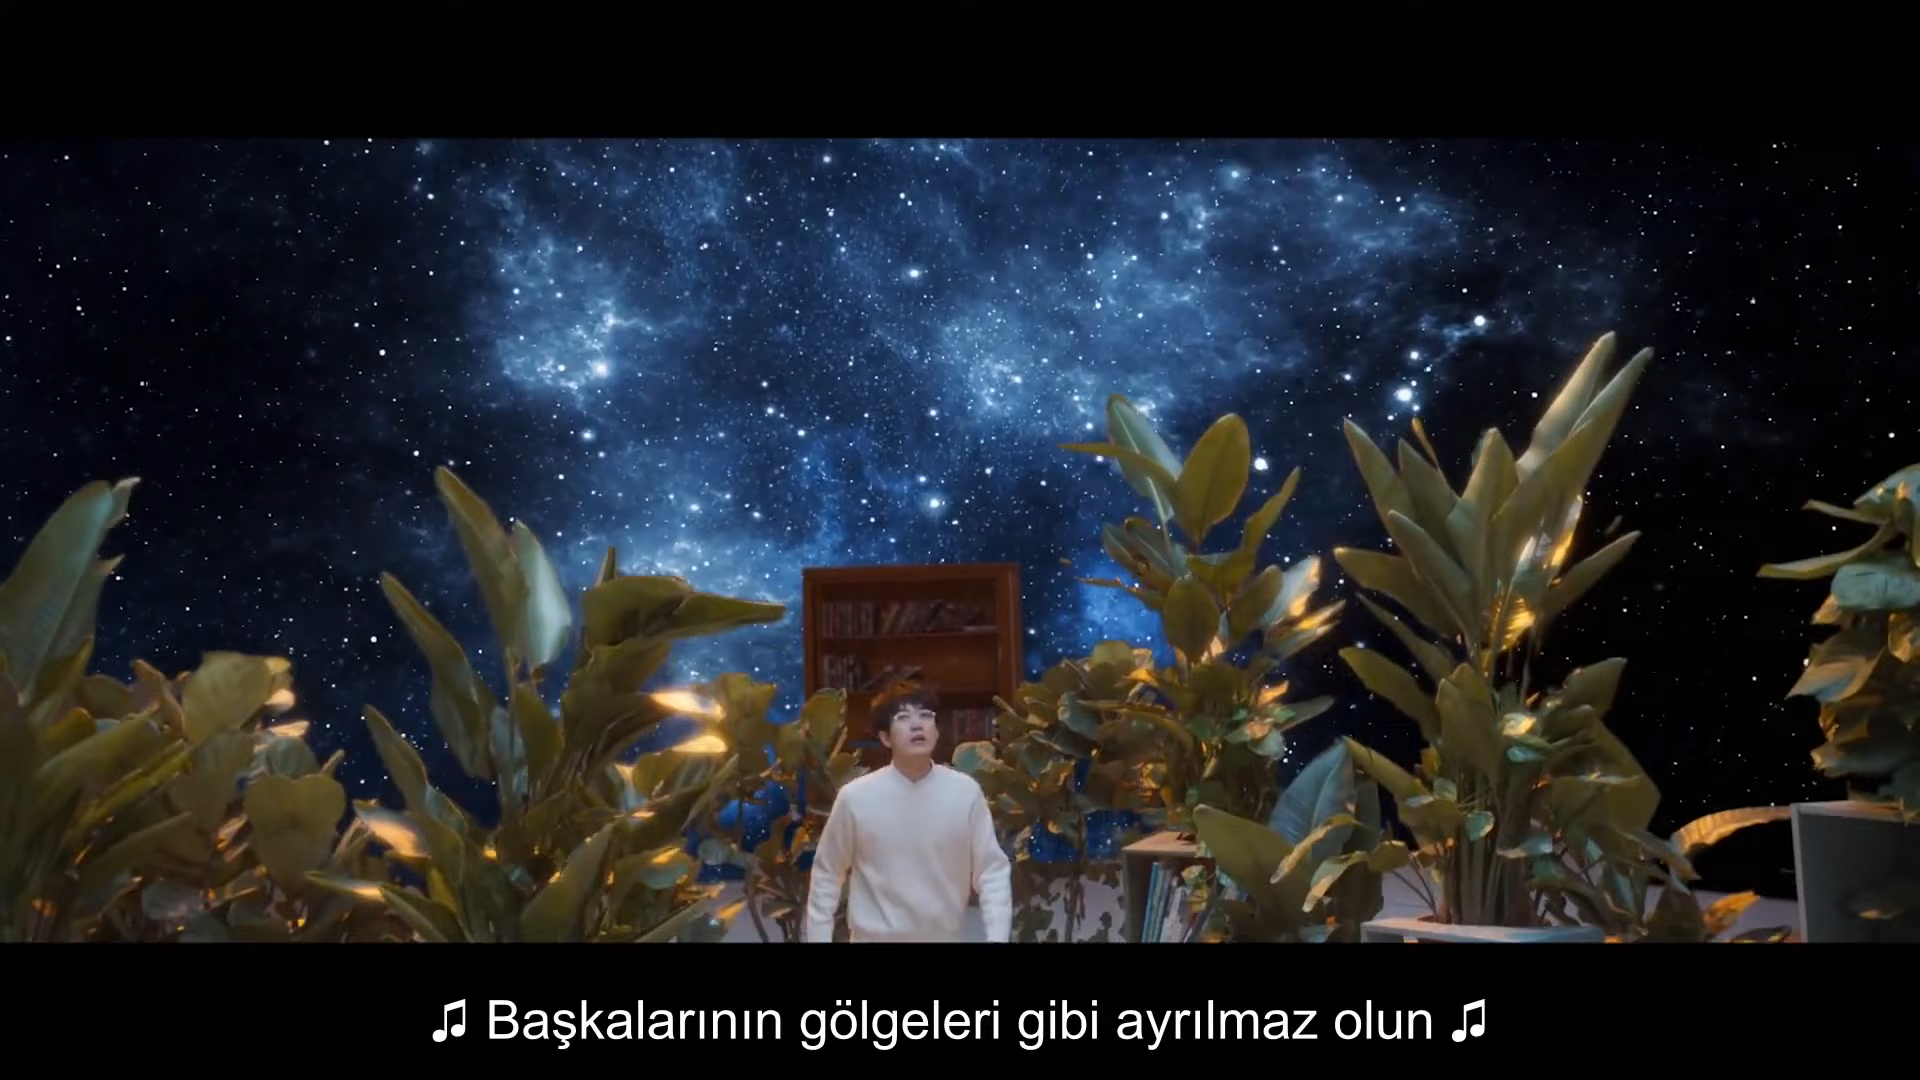 ♫ Başkalarının gölgeleri gibi ayrılmaz olun ♫